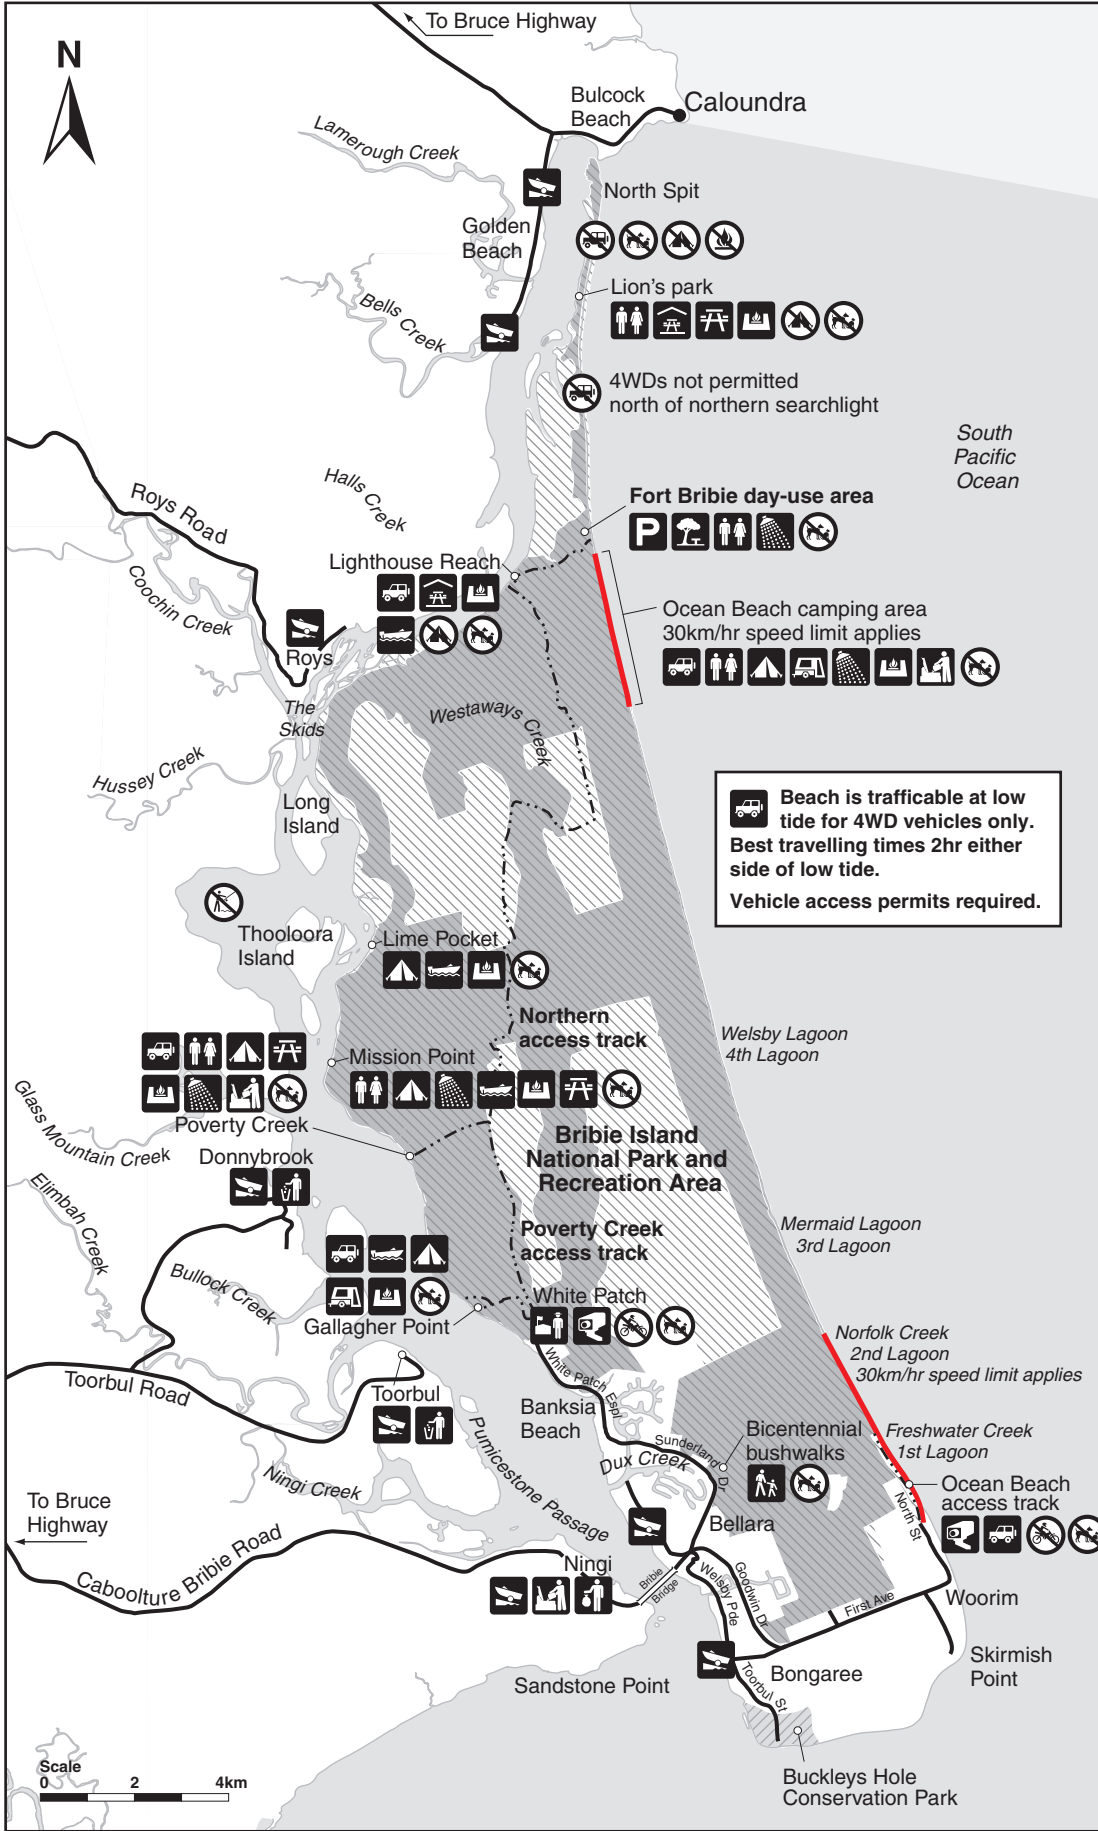 To Bruce Highway
N
Bulcock
Beach
Caloundra
Lamerough Creek
North Spit
Golden
Beach
Lion's park
Bells Creek
4WDs not permitted
north of northern searchlight
South
Pacific
Ocean
Halls Creek
Roys Road
Fort Bribie day-use area
P
Lighthouse Reach
Coochin Creek
Ocean Beach camping area
30km/hr speed limit applies
Roys
The
Skids
Westaways Creek
Hussey Creek
Long
Island
Beach is trafficable at low
tide for 4WD vehicles only.
Best travelling times 2hr either
side of low tide.
Vehicle access permits required.
Thooloora
Island
Lime Pocket
Northern
access track
Welsby Lagoon
4th Lagoon
Mission Point
Glass Mountain Creek
Poverty Creek
Bribie Island
National Park and
Recreation Area
Donnybrook
Elimbah Creek
Poverty Creek
access track
Mermaid Lagoon
3rd Lagoon
Bullock Creek
White Patch
Gallagher Point
Norfolk Creek
2nd Lagoon
30km/hr speed limit applies
Toorbul Road
Toorbul
White Patch Espl
Banksia
Beach
Pumicestone Passage
Sunderland Dr
Bicentennial
bushwalks
Freshwater Creek
1st Lagoon
Dux Creek
Ningi Creek
Ocean Beach
access track
North St
To Bruce
Highway
Bellara
Caboolture Bribie Road
Ningi
Bribie
Bridge
Welsby Pde
Goodwin Dr
First Ave
Woorim
Sandstone Point
Toorbul St
Bongaree
Skirmish
Point
Scale
0 2 4km
Buckleys Hole
Conservation Park